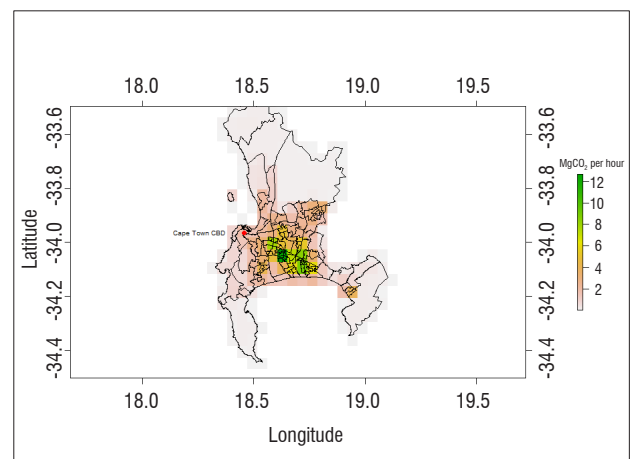 18.0 18.5 19.0 19.5
MgCO₂ per hour
-33.6 -33.6
-33.8 -33.8
12
10
8
6
4
2
Cape Town CBD
-34.0 -34.0
Latitude
-34.2 -34.2
-34.4 -34.4
18.0 18.5 19.0 19.5
Longitude